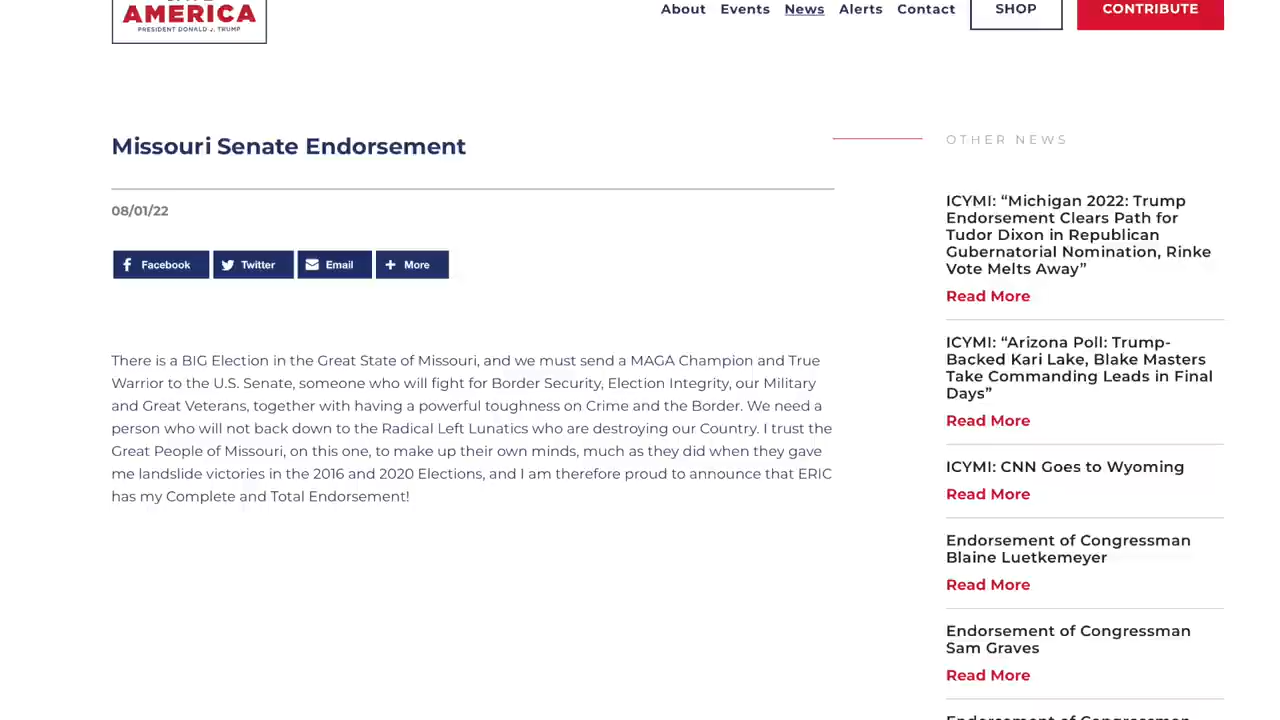 AMERICA
PRESIDENT DONALD J. TRUMP
About Events News Alerts Contact SHOP CONTRIBUTE
Missouri Senate Endorsement
08/01/22
Facebook Twitter Email + More
There is a BIG Election in the Great State of Missouri, and we must send a MAGA Champion and True
Warrior to the U.S. Senate, someone who will fight for Border Security, Election Integrity, our Military
and Great Veterans, together with having a powerful toughness on Crime and the Border. We need a
person who will not back down to the Radical Left Lunatics who are destroying our Country. I trust the
Great People of Missouri, on this one, to make up their own minds, much as they did when they gave
me landslide victories in the 2016 and 2020 Elections, and I am therefore proud to announce that ERIC
has my Complete and Total Endorsement!
OTHER NEWS
ICYMI: “Michigan 2022: Trump
Endorsement Clears Path for
Tudor Dixon in Republican
Gubernatorial Nomination, Rinke
Vote Melts Away”
Read More
ICYMI: “Arizona Poll: Trump-
Backed Kari Lake, Blake Masters
Take Commanding Leads in Final
Days”
Read More
ICYMI: CNN Goes to Wyoming
Read More
Endorsement of Congressman
Blaine Luetkemeyer
Read More
Endorsement of Congressman
Sam Graves
Read More